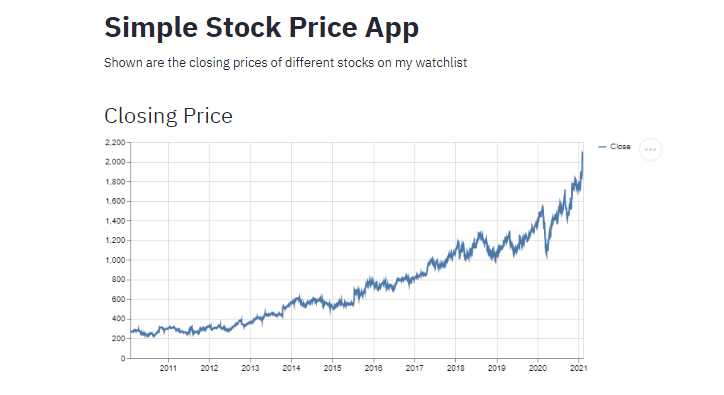 Simple Stock Price App
Shown are the closing prices of different stocks on my watchlist
Closing Price
2,200
2,000
1,800
1,600
1,400
1,200
1,000
800
600
400
200
0
2011 2012 2013 2014 2015 2016 2017 2018 2019 2020 2021
Close